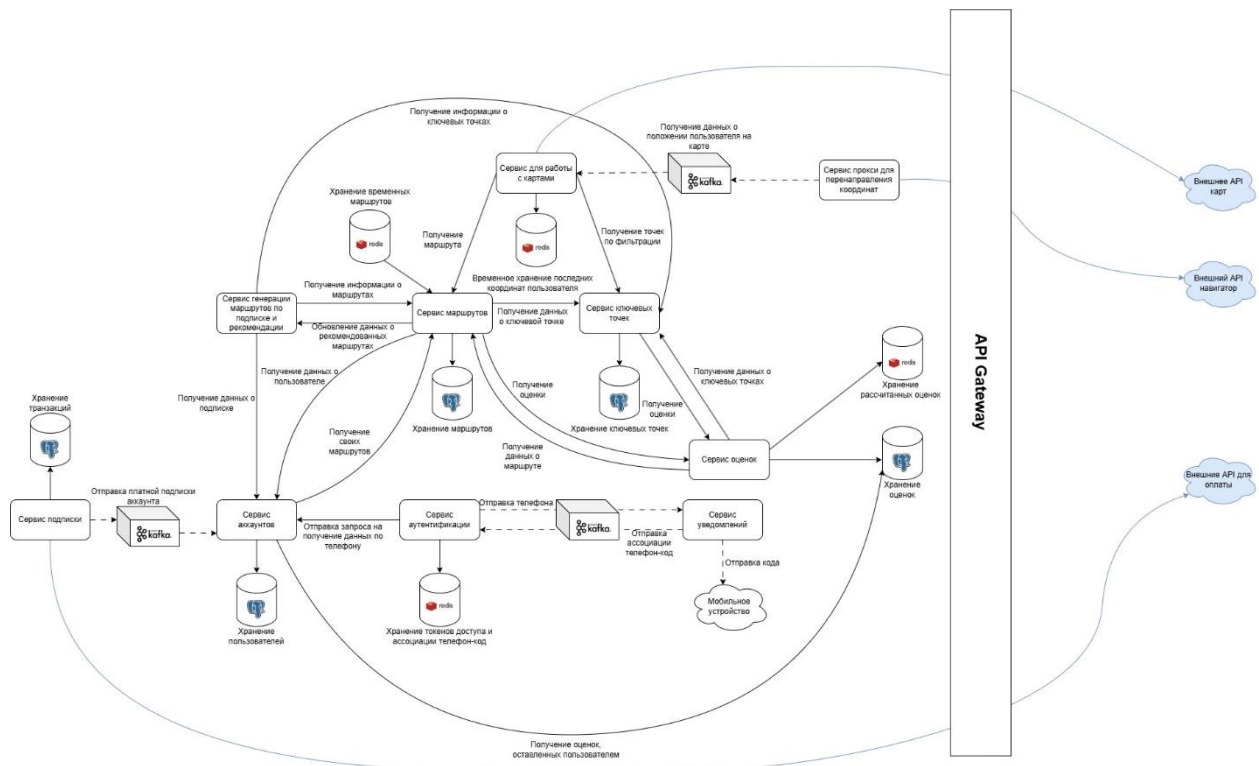 Получение информации о
ключевых точках
Получение данных о
положении пользователя на
карте
kafka
Сервис для работы
с картами
Сервис прокси для
перенаправления
координат
Внешнее API
карт
Хранение временных
маршрутов
redis
redis
Получение
маршрута
Получение точек
по фильтрации
Временное хранение последних
координат пользователя
Внешний API
навигатор
Сервис генерации
маршрутов по
подписке и
рекомендации
Получение информации о
маршрутах
Сервис маршрутов
Получение данных
о ключевой точке
Сервис ключевых
точек
Обновление данных о
рекомендованных
маршрутах
API Gateway
Получение данных о
пользователе
Получение данных о
подписке
Получение
оценки
Получение данных о
ключевых точках
redis
Хранение
рассчитанных оценок
Хранение
транзакций
Получение
своих
маршрутов
Хранение маршрутов
Получение
данных о
маршруте
Хранение ключевых точек
Получение
оценки
Сервис оценок
Хранение
оценок
Внешние API для
оплаты
Отправка платной подписки
аккаунта
Сервис подписки
kafka
Сервис
аккаунтов
Отправка запроса на
получение данных по
телефону
Сервис
аутентификации
Отправка телефона
kafka
Отправка
ассоциации
телефон-код
Сервис
уведомлений
Отправка кода
Мобильное
устройство
Хранение
пользователей
redis
Хранение токенов доступа и
ассоциации телефон-код
Получение оценок,
оставленных пользователем